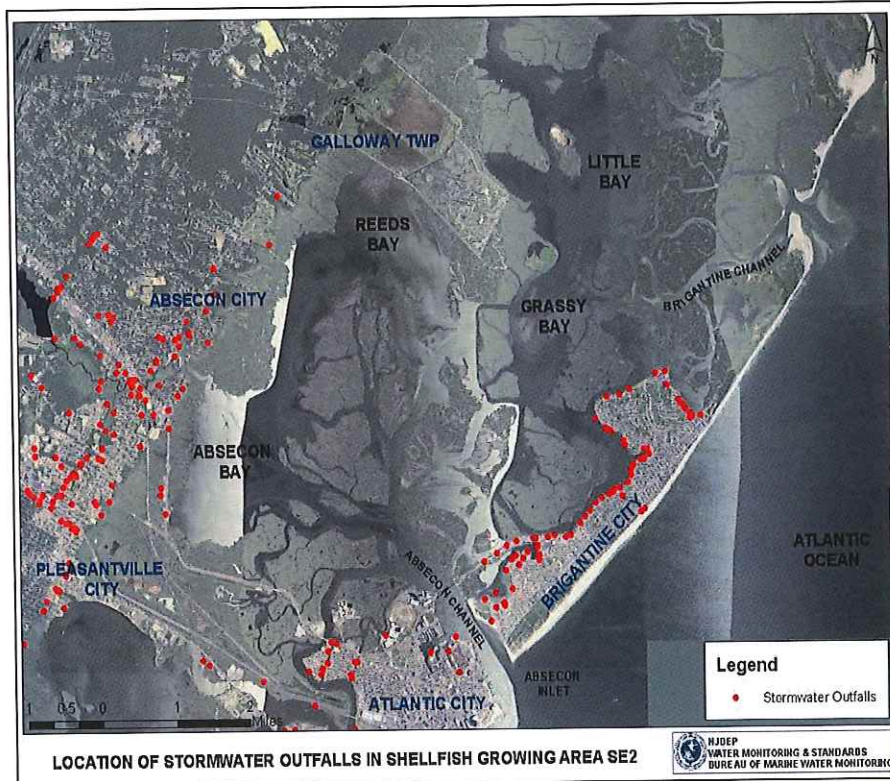 N
GALLOWAY TWP
LITTLE
BAY
REEDS
BAY
BRIGANTINE CHANNEL
ABSECON CITY
GRASSY
BAY
ABSECON
BAY
BRIGANTINE CITY
ATLANTIC
OCEAN
PLEASANTVILLE
CITY
ABSECON CHANNEL
ABSECON
INLET
ATLANTIC CITY
Legend
Stormwater Outfalls
1 0.5 0 1 2
Miles
LOCATION OF STORMWATER OUTFALLS IN SHELLFISH GROWING AREA SE2
NJDEP
WATER MONITORING & STANDARDS
BUREAU OF MARINE WATER MONITORING